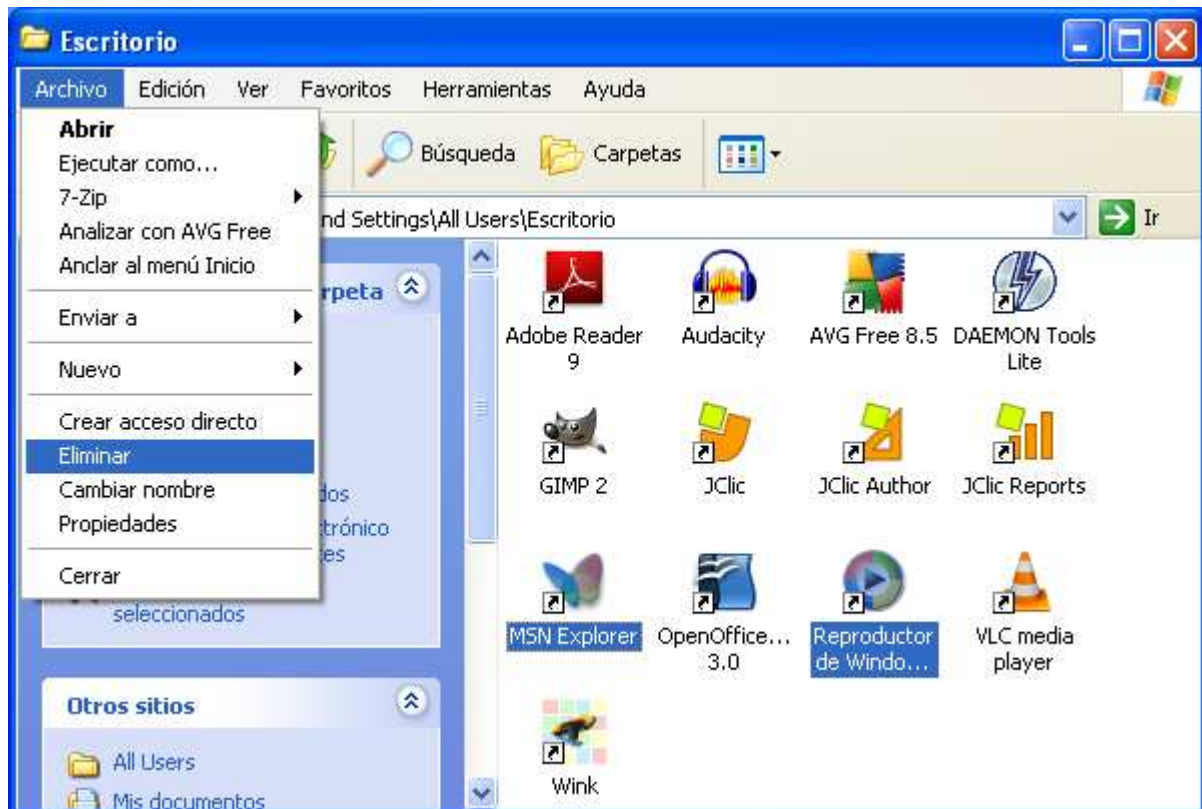 Escritorio
Archivo Edición Ver Favoritos Herramientas Ayuda
Abrir
Ejecutar como...
7-Zip
Analizar con AVG Free
Anclar al menú Inicio
Enviar a
Nuevo
Crear acceso directo
Eliminar
Cambiar nombre
Propiedades
Cerrar
Búsqueda Carpetas
nd Settings\All Users\Escritorio Ir
rpeta
dos
trónico
es
seleccionados
Otros sitios
All Users
Mis documentos
Adobe Reader
9
Audacity
AVG Free 8.5
DAEMON Tools
Lite
GIMP 2
JClic
JClic Author
JClic Reports
MSN Explorer
OpenOffice...
3.0
Reproductor
de Windo...
VLC media
player
Wink